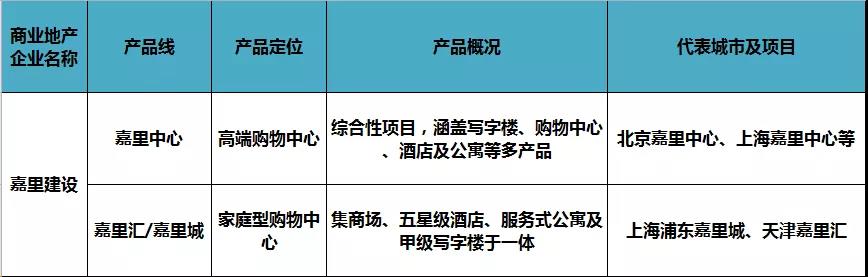 商业地产
企业名称
产品线
产品定位
产品概况
代表城市及项目
嘉里建设
嘉里中心
高端购物中心
综合性项目，涵盖写字楼、购物中心
、酒店及公寓等多产品
北京嘉里中心、上海嘉里中心等
嘉里汇/嘉里城
家庭型购物中
心
集商场、五星级酒店、服务式公寓及
甲级写字楼于一体
上海浦东嘉里城、天津嘉里汇